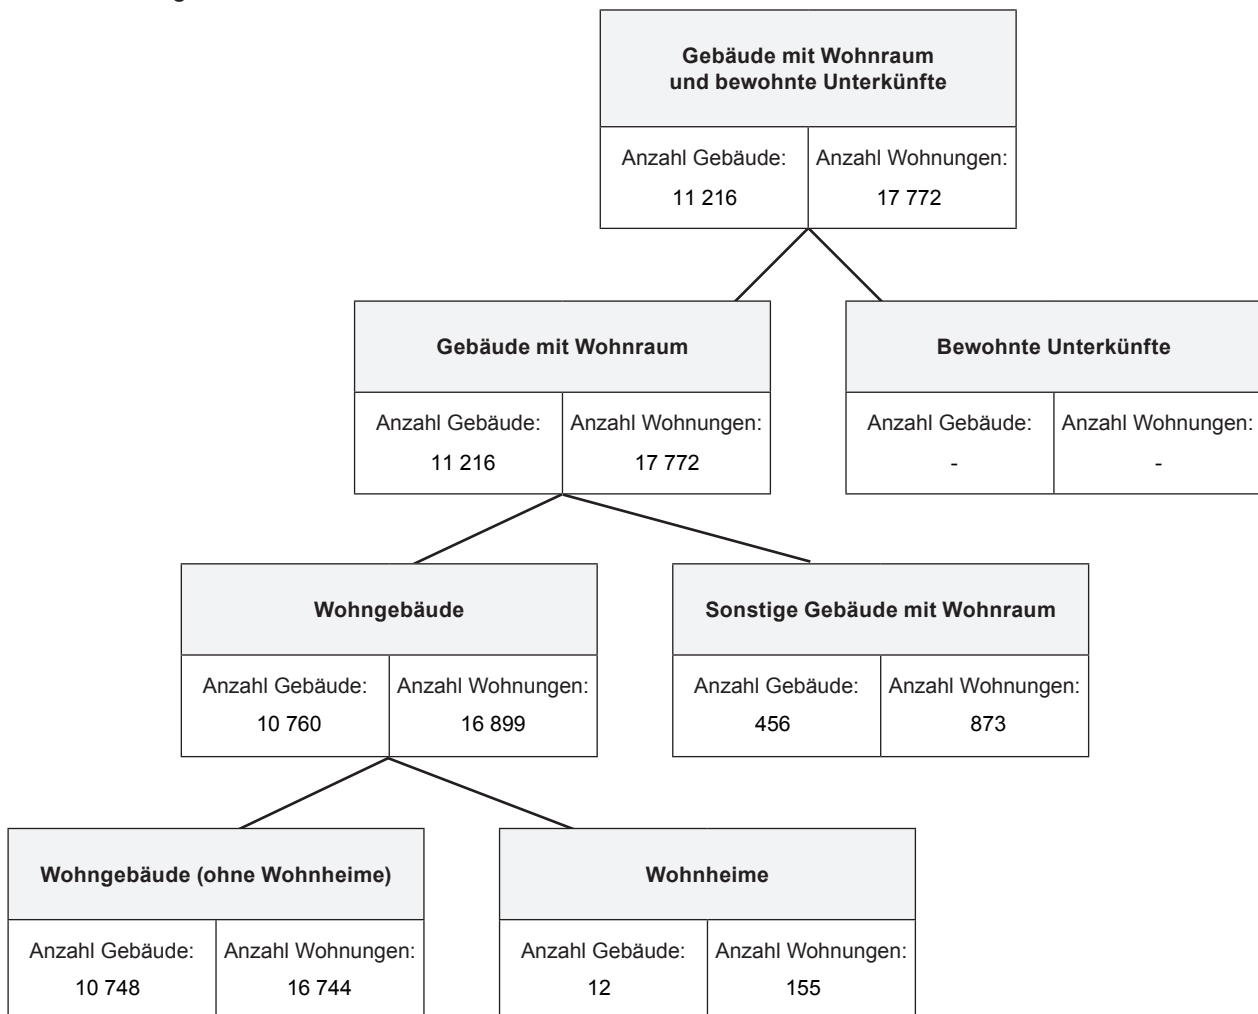 Gebäude mit Wohnraum
und bewohnte Unterkünfte
Anzahl Gebäude: Anzahl Wohnungen:
11 216 17 772
Gebäude mit Wohnraum Bewohnte Unterkünfte
Anzahl Gebäude: Anzahl Wohnungen: Anzahl Gebäude: Anzahl Wohnungen:
11 216 17 772 - -
Wohngebäude Sonstige Gebäude mit Wohnraum
Anzahl Gebäude: Anzahl Wohnungen: Anzahl Gebäude: Anzahl Wohnungen:
10 760 16 899 456 873
Wohngebäude (ohne Wohnheime) Wohnheime
Anzahl Gebäude: Anzahl Wohnungen: Anzahl Gebäude: Anzahl Wohnungen:
10 748 16 744 12 155